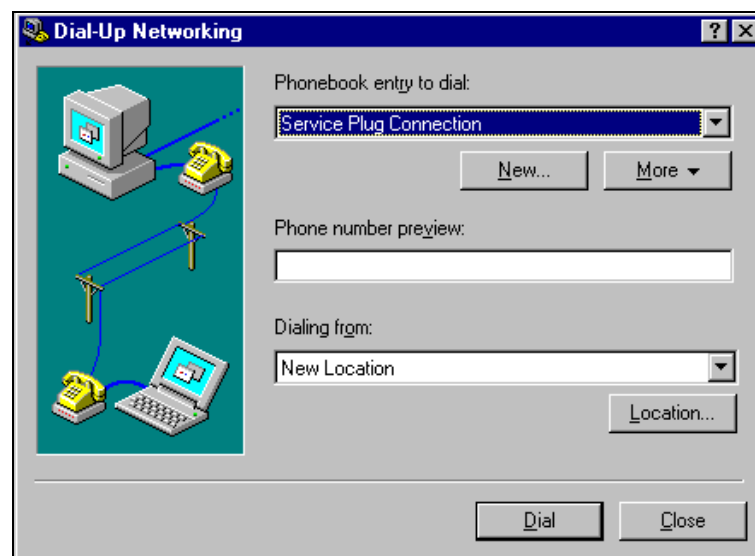 Dial-Up Networking
Phonebook entry to dial:
Service Plug Connection
New...
More
Phone number preview:
Dialing from:
New Location
Location...
Dial
Close